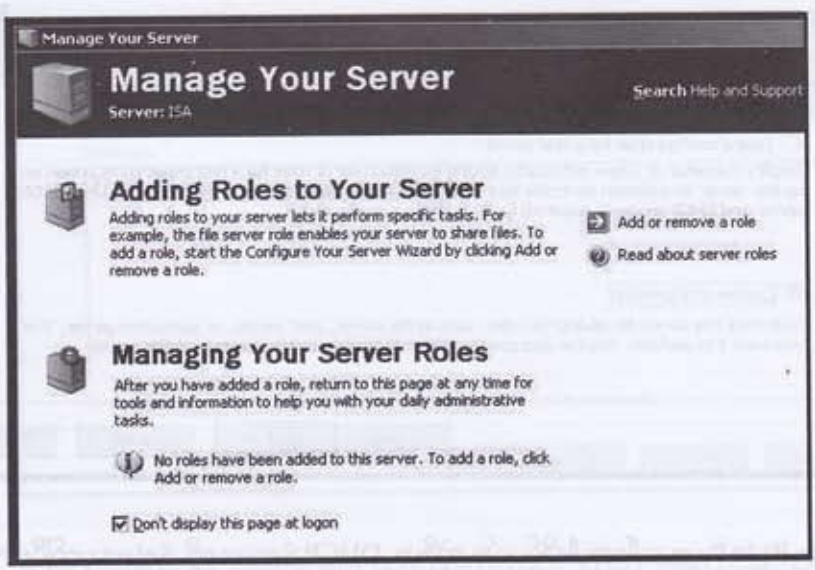 Manage Your Server
Manage Your Server
Server: ISA
Search Help and Support
Adding Roles to Your Server
Adding roles to your server lets it perform specific tasks. For
example, the file server role enables your server to share files. To
add a role, start the Configure Your Server Wizard by clicking Add or
remove a role.
Add or remove a role
Read about server roles
Managing Your Server Roles
After you have added a role, return to this page at any time for
tools and information to help you with your daily administrative
tasks.
No roles have been added to this server. To add a role, click
Add or remove a role.
Don't display this page at logon